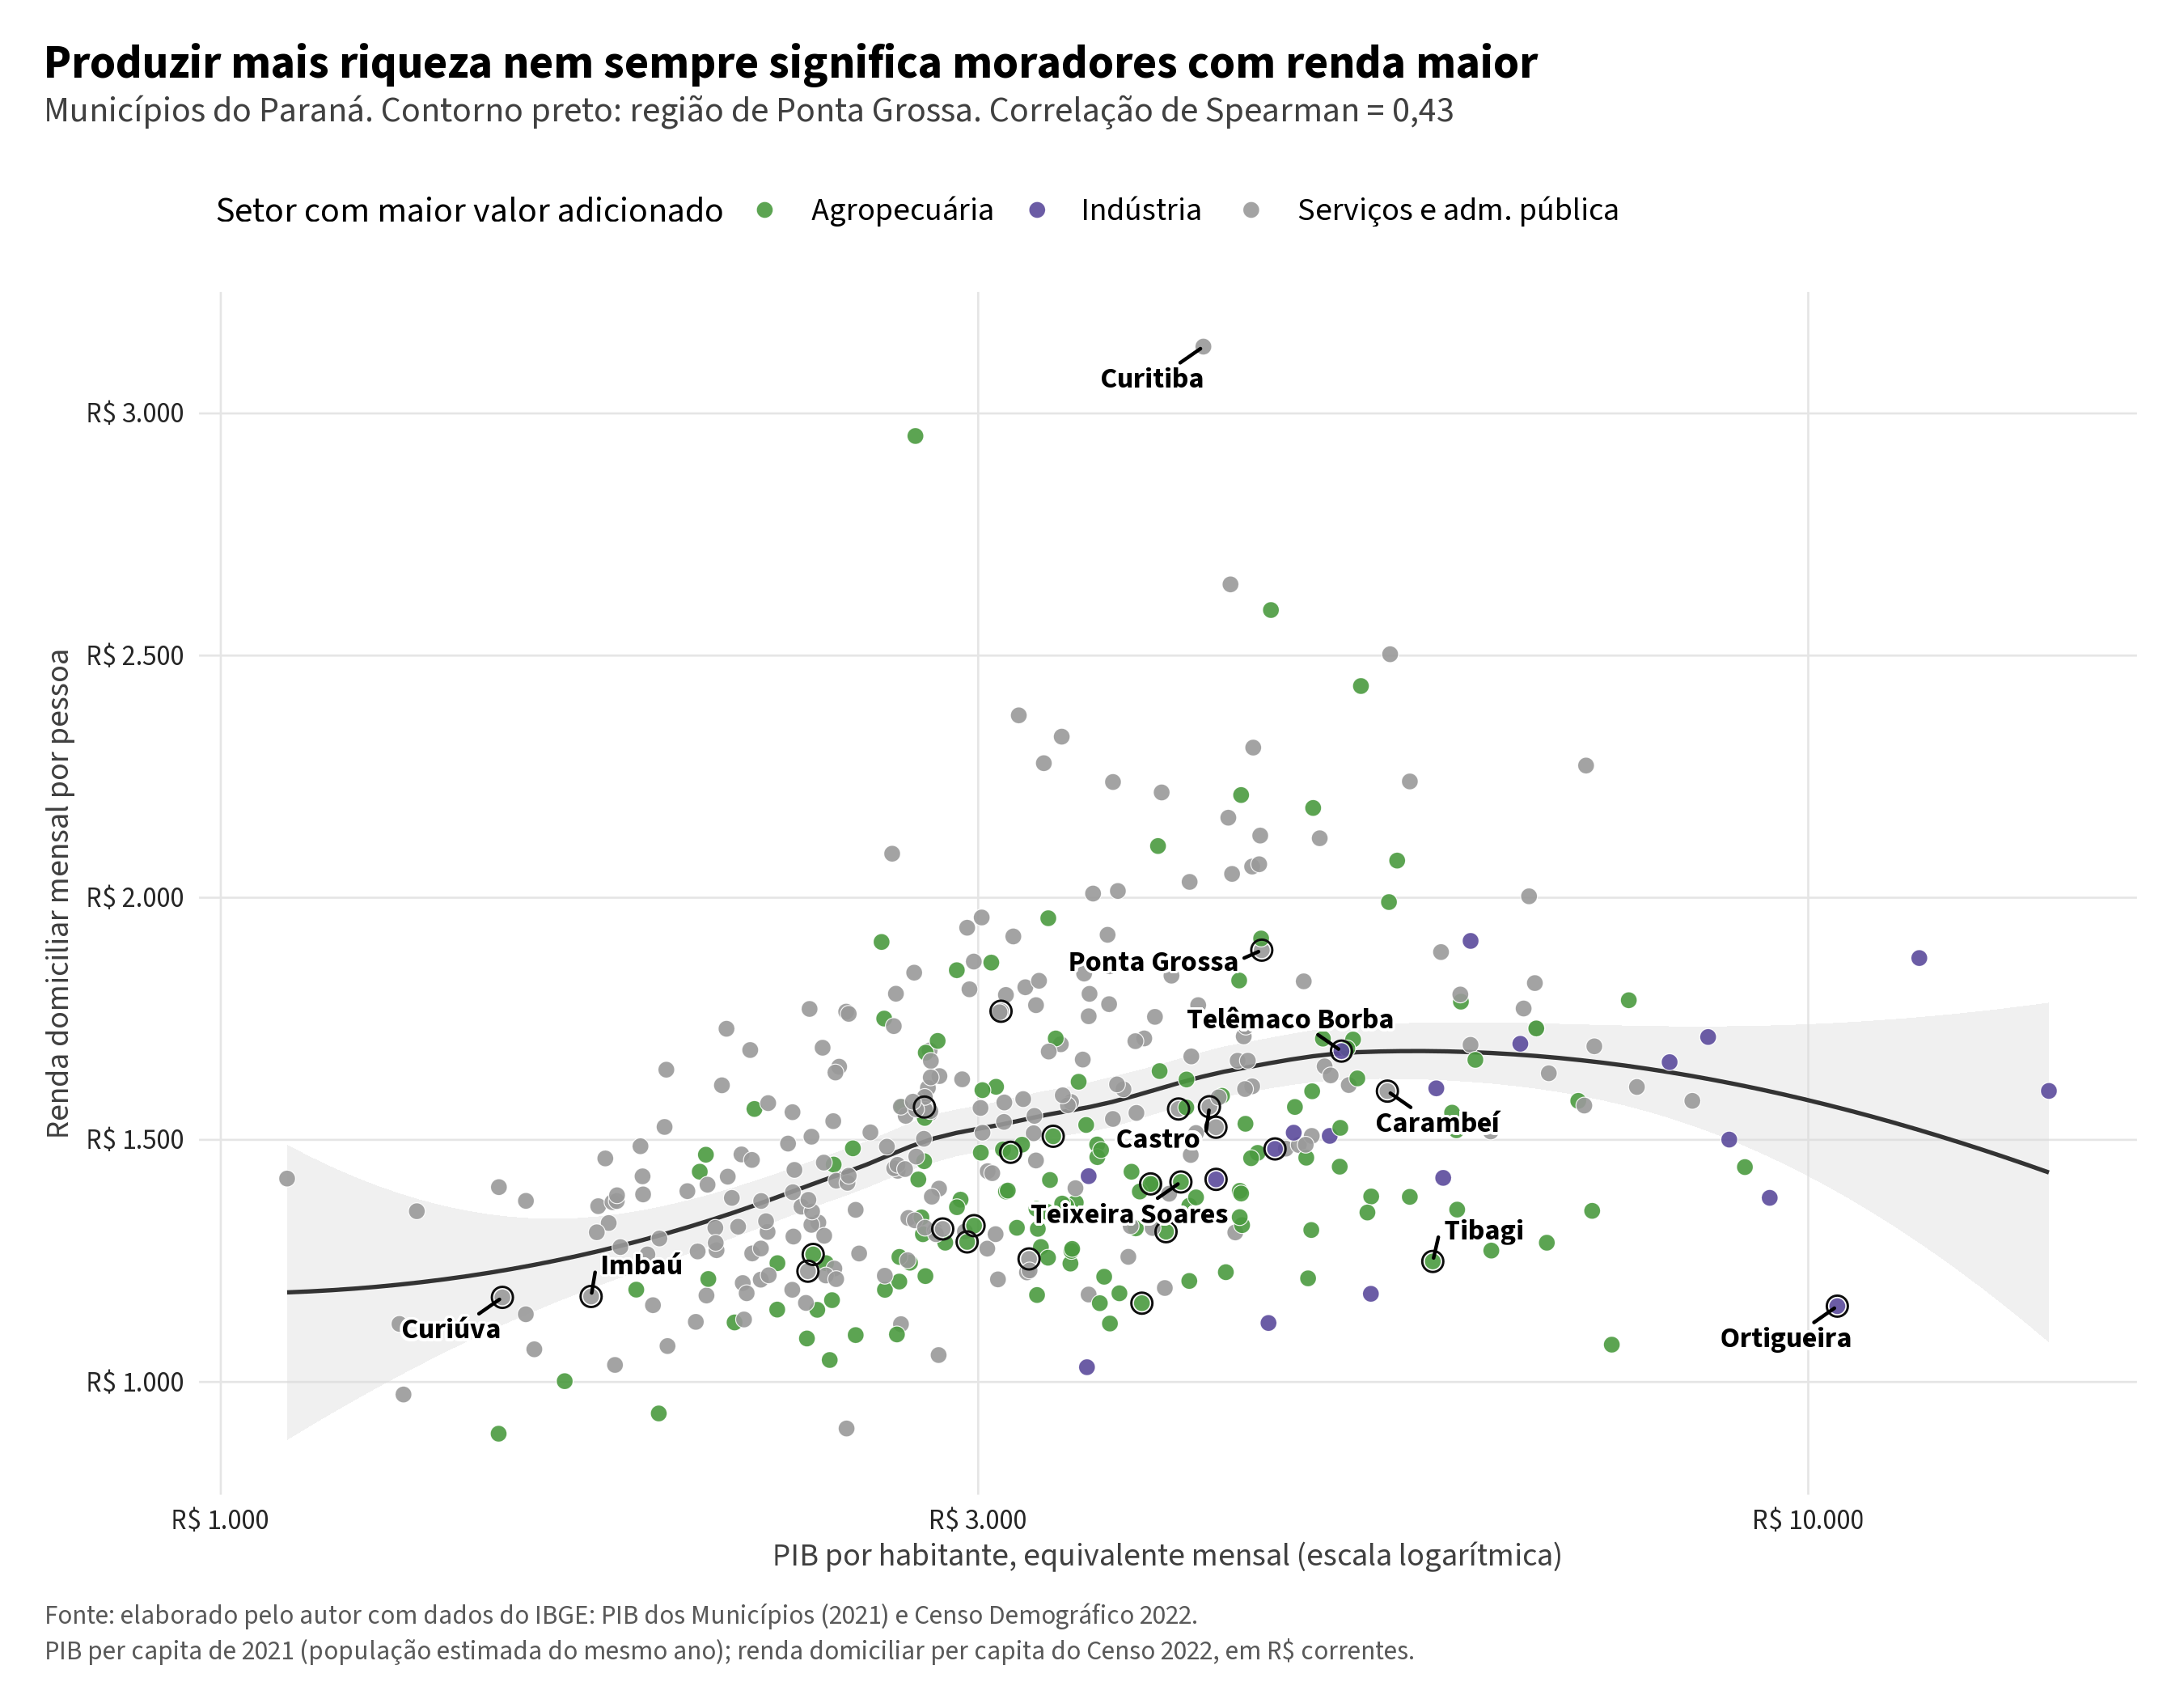 Produzir mais riqueza nem sempre significa moradores com renda maior
Municípios do Paraná. Contorno preto: região de Ponta Grossa. Correlação de Spearman = 0,43
Setor com maior valor adicionado
Agropecuária
Indústria
Serviços e adm. pública
Curitiba
R$ 3.000
R$ 2.500
Renda domiciliar mensal por pessoa
R$ 2.000
Ponta Grossa
Telêmaco Borba
Carambeí
R$ 1.500
Castro
Teixeira Soares
Tibagi
Imbaú
Curiúva
Ortigueira
R$ 1.000
R$ 1.000
R$ 3.000
R$ 10.000
PIB por habitante, equivalente mensal (escala logarítmica)
Fonte: elaborado pelo autor com dados do IBGE: PIB dos Municípios (2021) e Censo Demográfico 2022.
PIB per capita de 2021 (população estimada do mesmo ano); renda domiciliar per capita do Censo 2022, em R$ correntes.